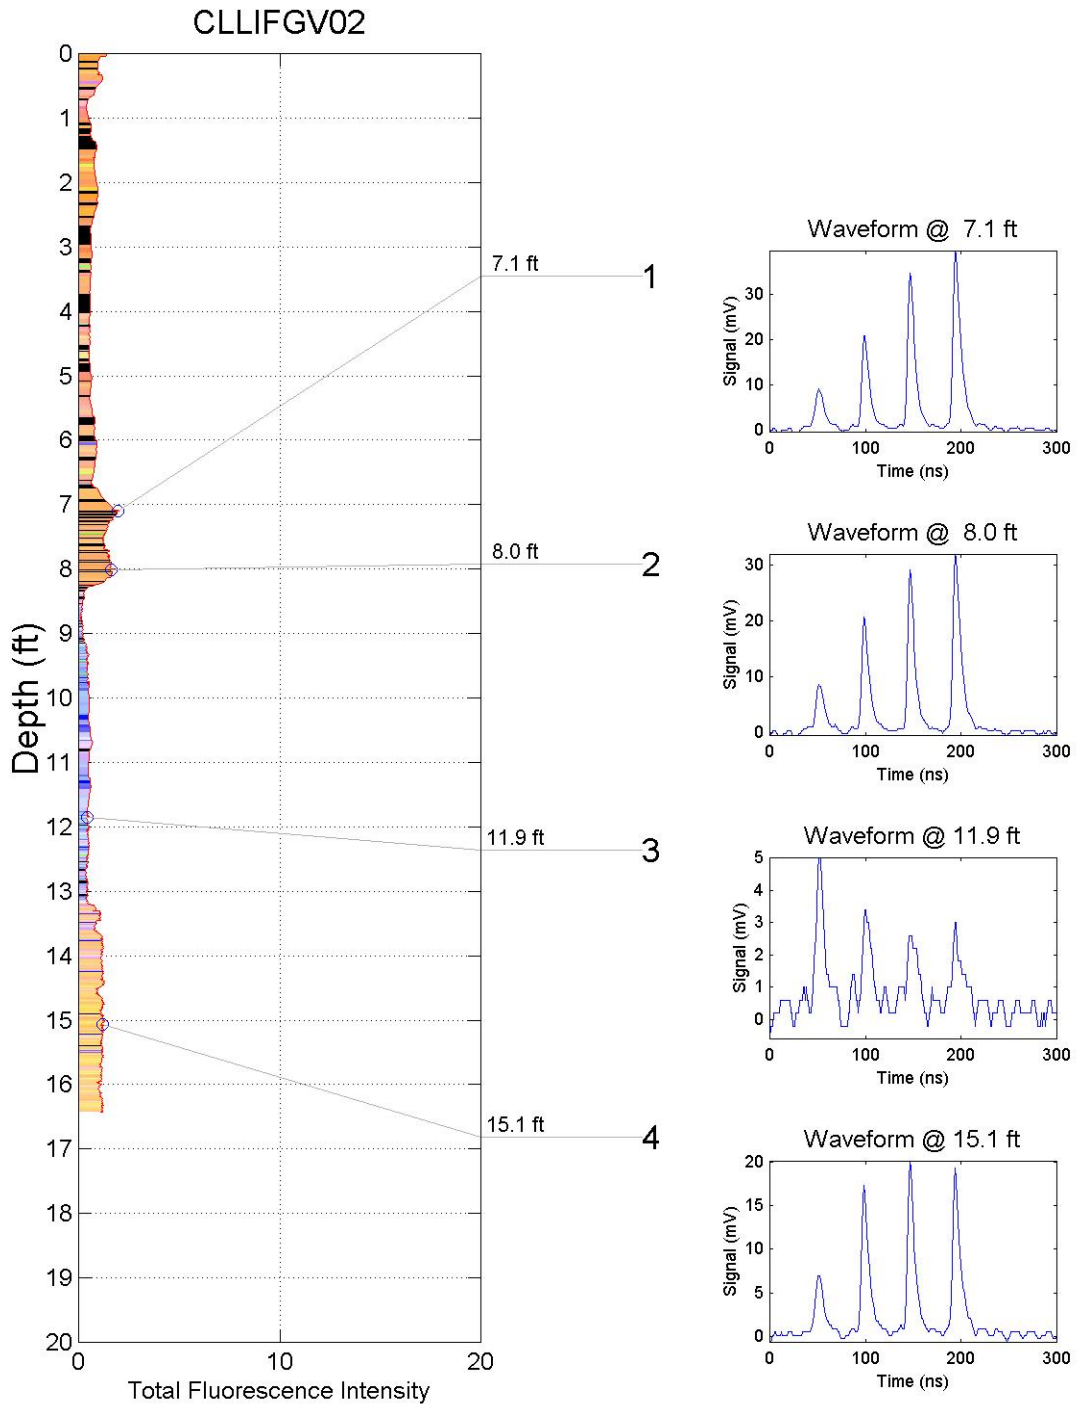 CLLIFGV02
0
1
2
3
4
5
6
7
8
9
10
11
12
13
14
15
16
17
18
19
20
Depth (ft)
0 10 20
Total Fluorescence Intensity
7.1 ft 1
8.0 ft 2
11.9 ft 3
15.1 ft 4
Waveform @ 7.1 ft
30
20
10
0
Signal (mV)
0 100 200 300
Time (ns)
Waveform @ 8.0 ft
30
20
10
0
Signal (mV)
0 100 200 300
Time (ns)
Waveform @ 11.9 ft
5
4
3
2
1
0
Signal (mV)
0 100 200 300
Time (ns)
Waveform @ 15.1 ft
20
15
10
5
0
Signal (mV)
0 100 200 300
Time (ns)